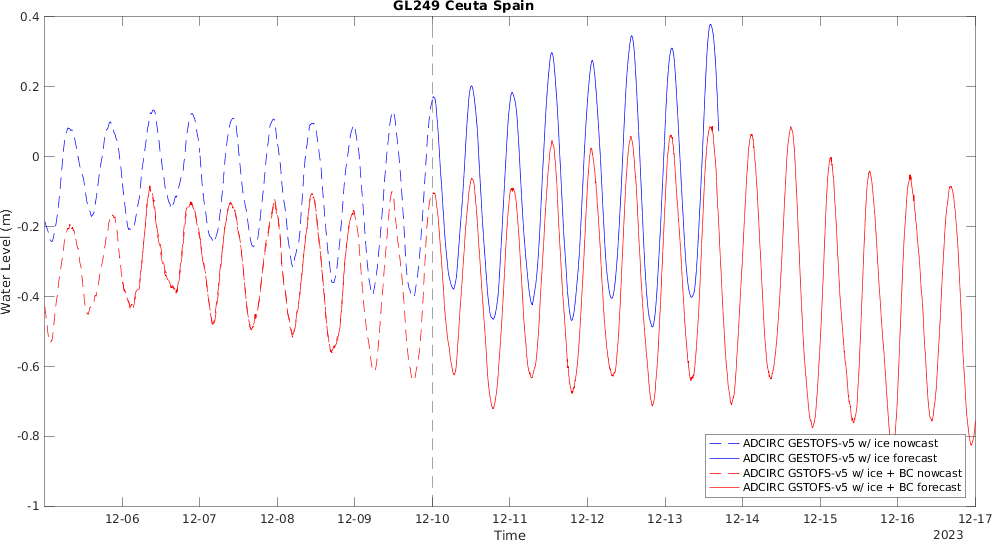 GL249 Ceuta Spain
0.4
0.2
0
-0.2
-0.4
-0.6
-0.8
-1
Water Level (m)
ADCIRC GESTOFS-v5 w/ ice nowcast
ADCIRC GESTOFS-v5 w/ ice forecast
ADCIRC GSTOFS-v5 w/ ice + BC nowcast
ADCIRC GSTOFS-v5 w/ ice + BC forecast
12-06 12-07 12-08 12-09 12-10 12-11 12-12 12-13 12-14 12-15 12-16 12-17
Time
2023